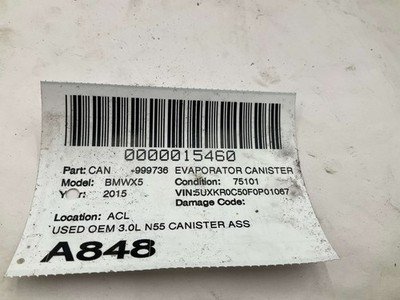 0000015460
Part: CAN -999736 EVAPORATOR CANISTER
Model: BMWX5 Condition: 75101
Year: 2015 VIN:5UXKR0C50F0P01067
Damage Code:
Location: ACL
USED OEM 3.0L N55 CANISTER ASS
A848